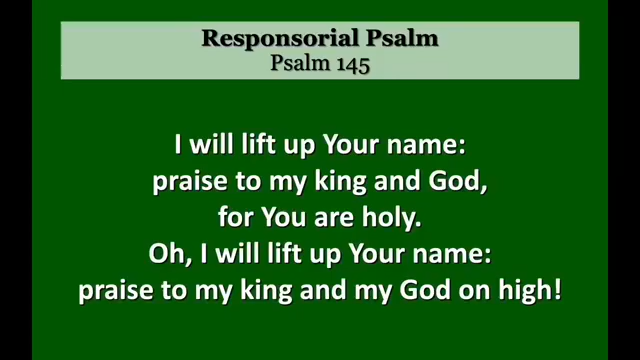 Responsorial Psalm
Psalm 145
I will lift up Your name:
praise to my king and God,
for You are holy.
Oh, I will lift up Your name:
praise to my king and my God on high!